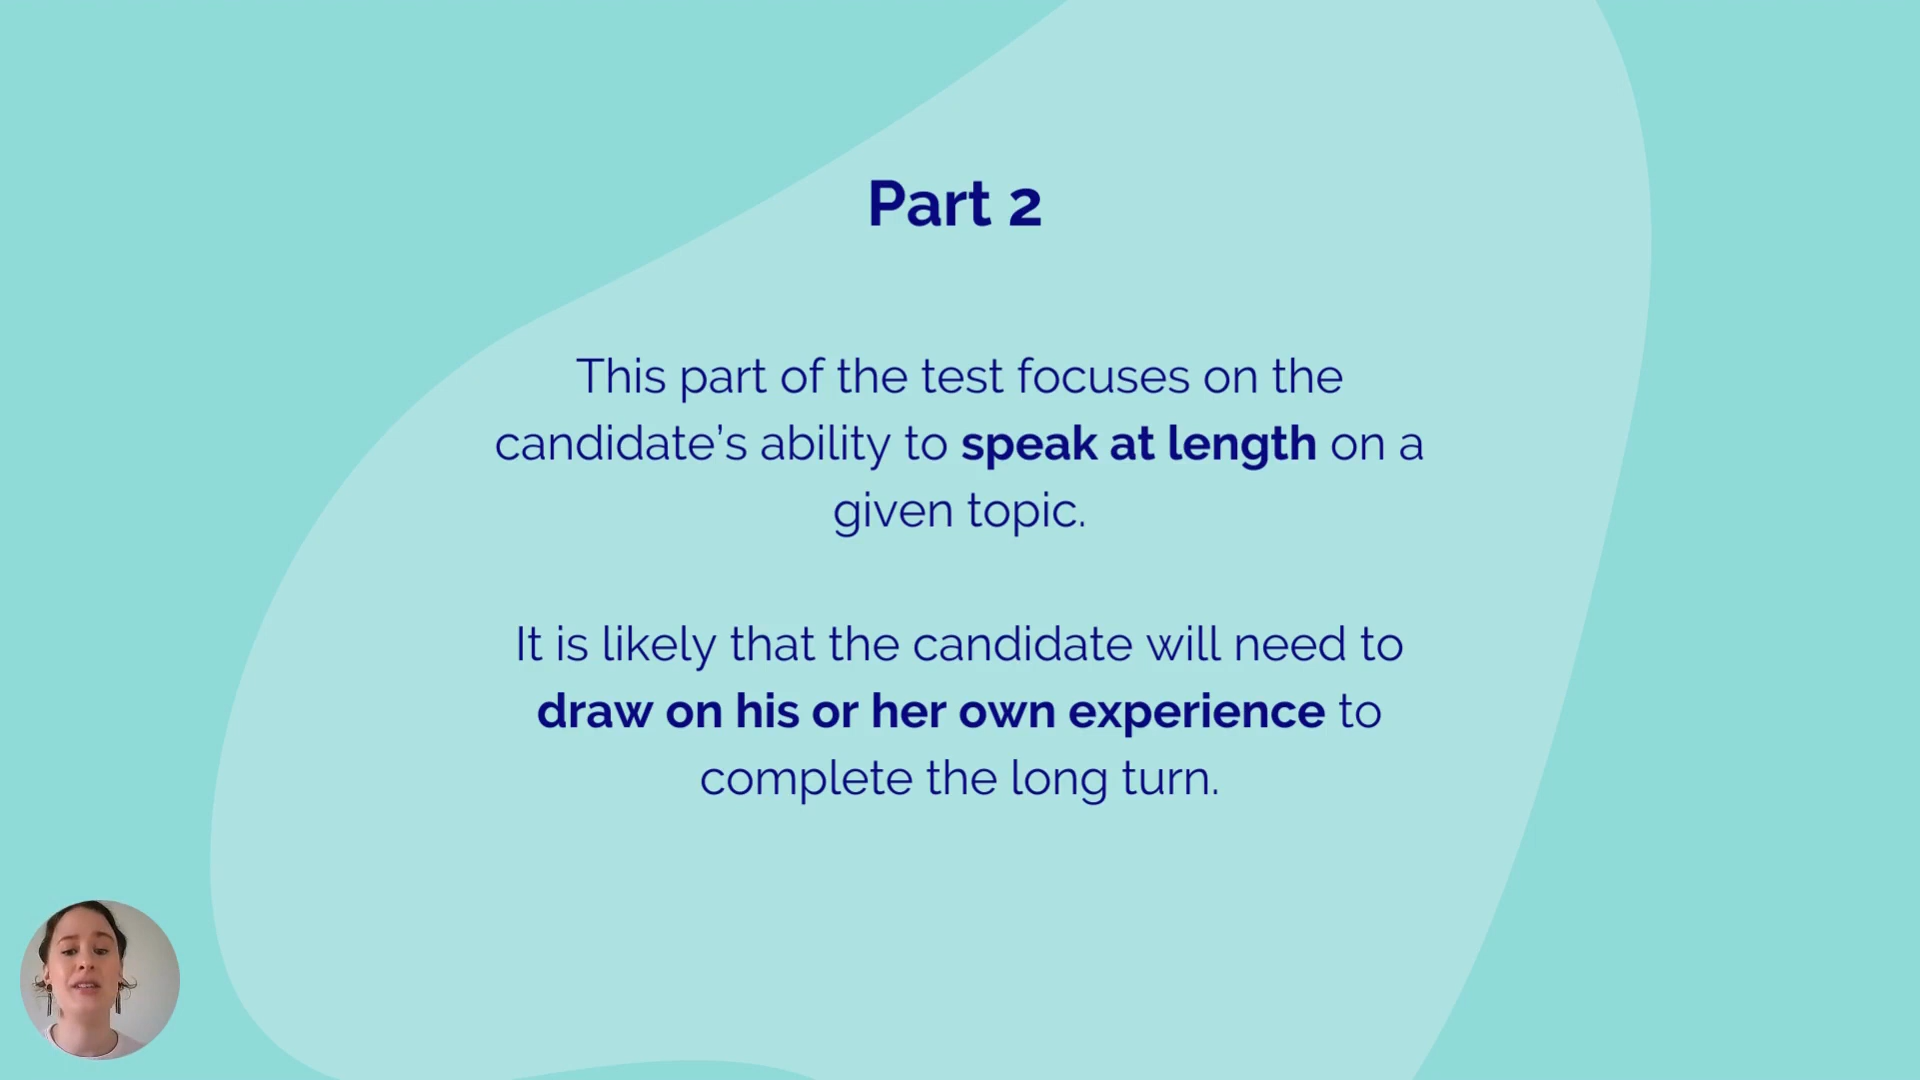 Part 2
This part of the test focuses on the
candidate’s ability to speak at length on a
given topic.
It is likely that the candidate will need to
draw on his or her own experience to
complete the long turn.